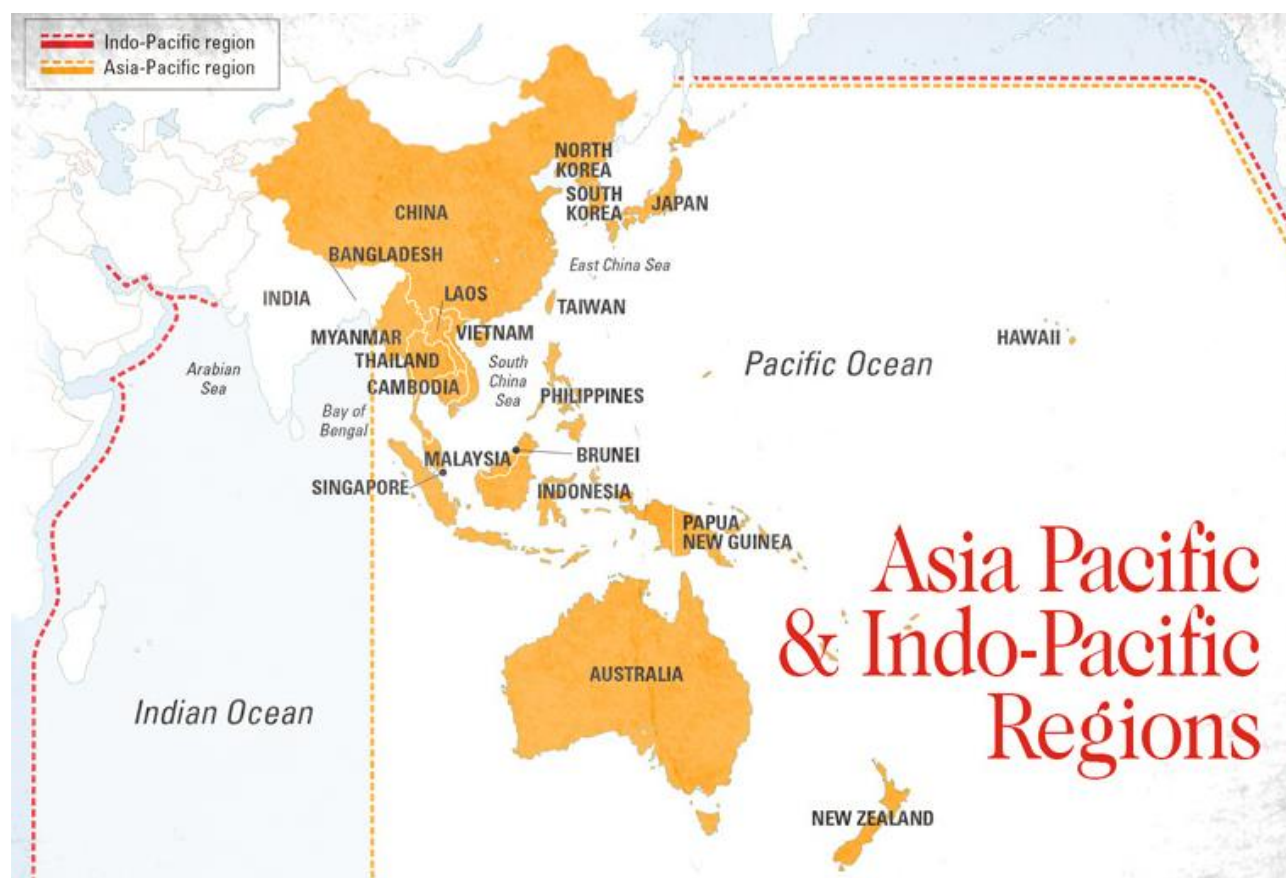 Indo-Pacific region
Asia-Pacific region
NORTH
KOREA
SOUTH
KOREA
JAPAN
CHINA
BANGLADESH
East China Sea
INDIA
LAOS
TAIWAN
MYANMAR
VIETNAM
THAILAND
CAMBODIA
South
China
Sea
Arabian
Sea
HAWAII
Pacific Ocean
PHILIPPINES
Bay of
Bengal
MALAYSIA
BRUNEI
SINGAPORE
INDONESIA
PAPUA
NEW GUINEA
Asia Pacific
& Indo-Pacific
Regions
AUSTRALIA
Indian Ocean
NEW ZEALAND